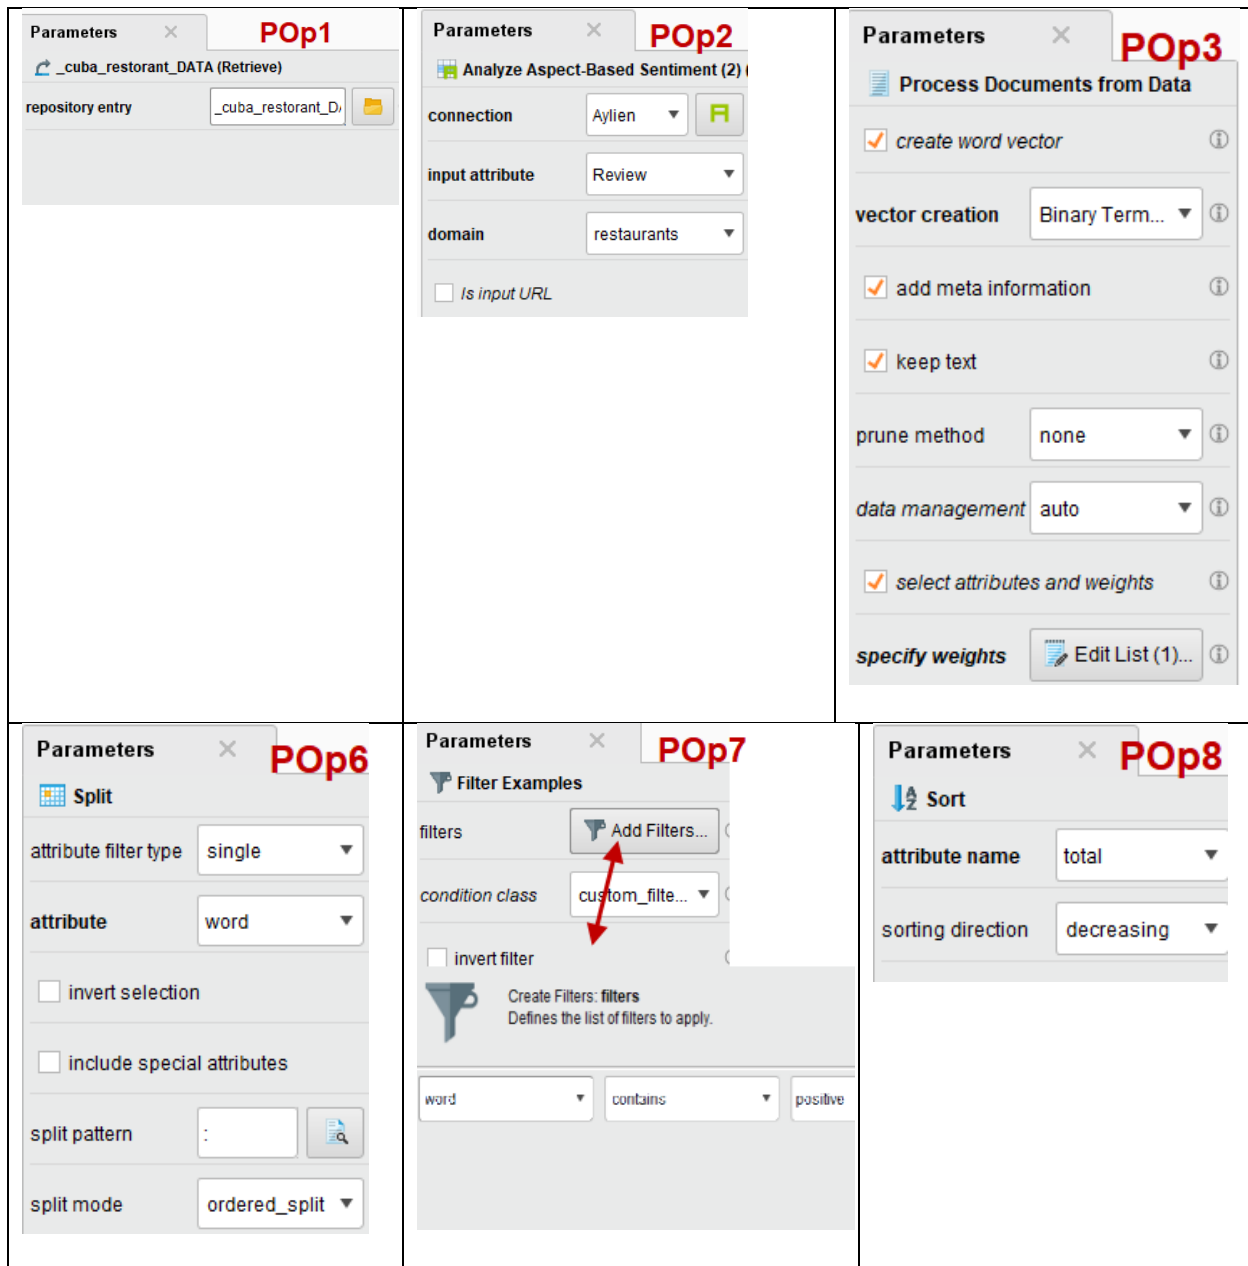 Parameters
POp1
_cuba_restorant_DATA (Retrieve)
repository entry
_cuba_restorant_D
Parameters
POp2
Analyze Aspect-Based Sentiment (2) (
connection
Aylien
input attribute
Review
domain
restaurants
Is input URL
Parameters
POp3
Process Documents from Data
create word vector
vector creation
Binary Term...
add meta information
keep text
prune method
none
data management
auto
select attributes and weights
specify weights
Edit List (1)...
Parameters
POp6
Split
attribute filter type
single
attribute
word
invert selection
include special attributes
split pattern
:
split mode
ordered_split
Parameters
POp7
Filter Examples
filters
Add Filters...
condition class
custom_filte...
invert filter
Create Filters: filters
Defines the list of filters to apply.
word
contains
positive
Parameters
POp8
Sort
attribute name
total
sorting direction
decreasing